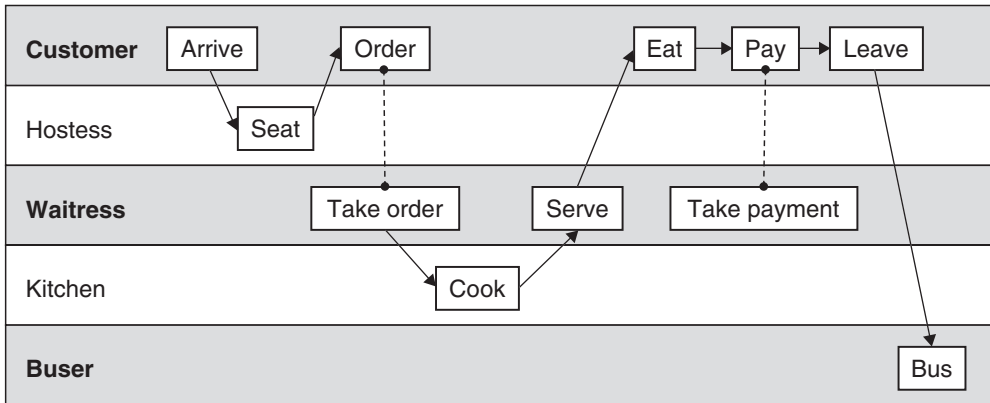 Customer Arrive Order Eat Pay Leave
Hostess Seat
Waitress Take order Serve Take payment
Kitchen Cook
Buser Bus